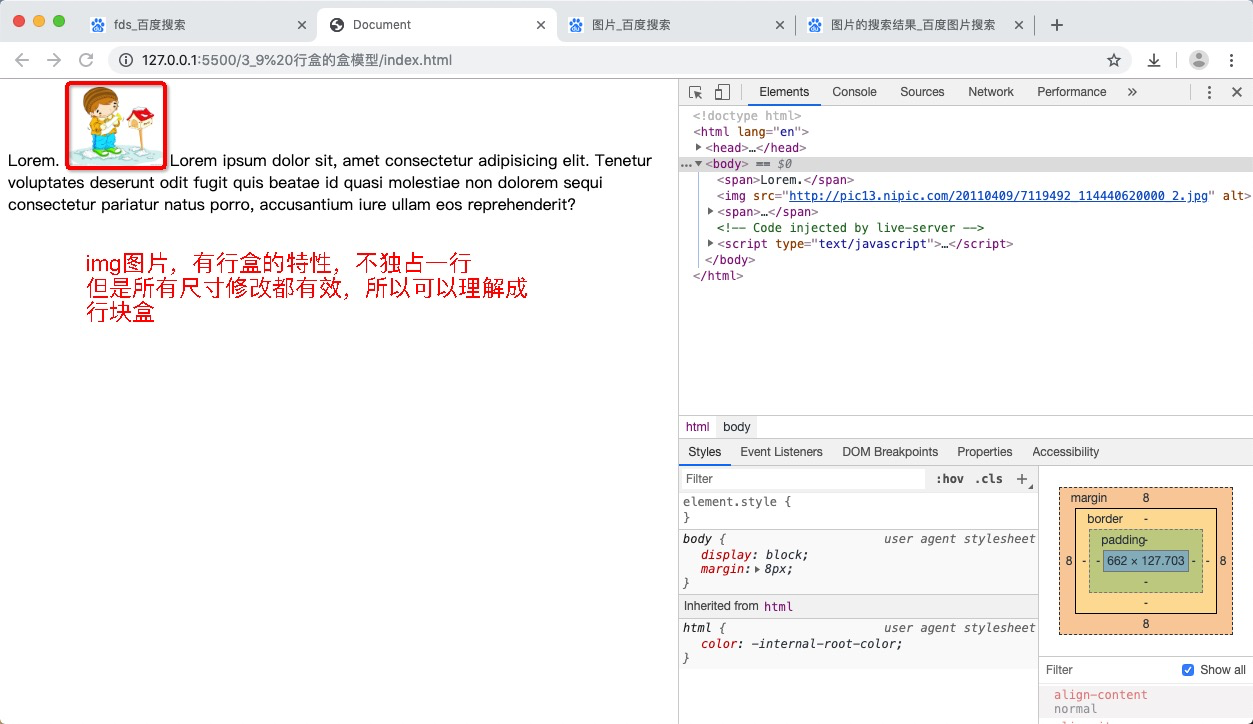 fds_百度搜索
Document
图片_百度搜索
图片的搜索结果_百度图片搜索
127.0.0.1:5500/3_9%20行盒的盒模型/index.html
Lorem. Lorem ipsum dolor sit, amet consectetur adipisicing elit. Tenetur
voluptates deserunt odit fugit quis beatae id quasi molestiae non dolorem sequi
consectetur pariatur natus porro, accusantium iure ullam eos reprehenderit?
img图片，有行盒的特性，不独占一行
但是所有尺寸修改都有效，所以可以理解成
行块盒
Elements Console Sources Network Performance
<!doctype html>
<html lang="en">
<head>…</head>
<body> == $0
<span>Lorem.</span>
<img src="http://pic13.nipic.com/20110409/7119492_114440620000_2.jpg" alt>
<span>…</span>
<!-- Code injected by live-server -->
<script type="text/javascript">…</script>
</body>
</html>
html body
Styles Event Listeners DOM Breakpoints Properties Accessibility
Filter :hov .cls
element.style {
}
body { user agent stylesheet
display: block;
margin: 8px;
}
Inherited from html
html { user agent stylesheet
color: -internal-root-color;
}
margin 8
border -
padding-
8 - - 662 × 127.703 - - 8
-
-
8
Filter Show all
align-content
normal